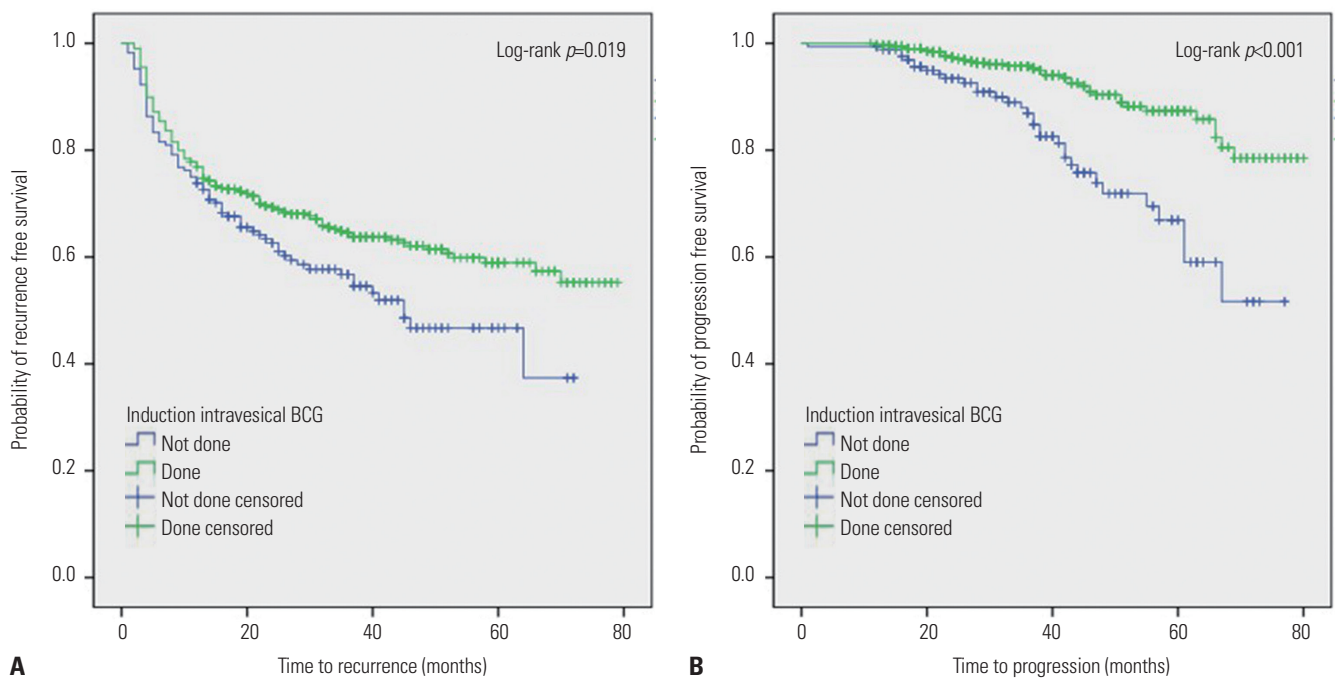 Log-rank p=0.019
1.0
0.8
0.6
0.4
0.2
0.0
Probability of recurrence free survival
Induction intravesical BCG
Not done
Done
Not done censored
Done censored
0 20 40 60 80
Time to recurrence (months)
A
Log-rank p<0.001
1.0
0.8
0.6
0.4
0.2
0.0
Probability of progression free survival
Induction intravesical BCG
Not done
Done
Not done censored
Done censored
0 20 40 60 80
Time to progression (months)
B